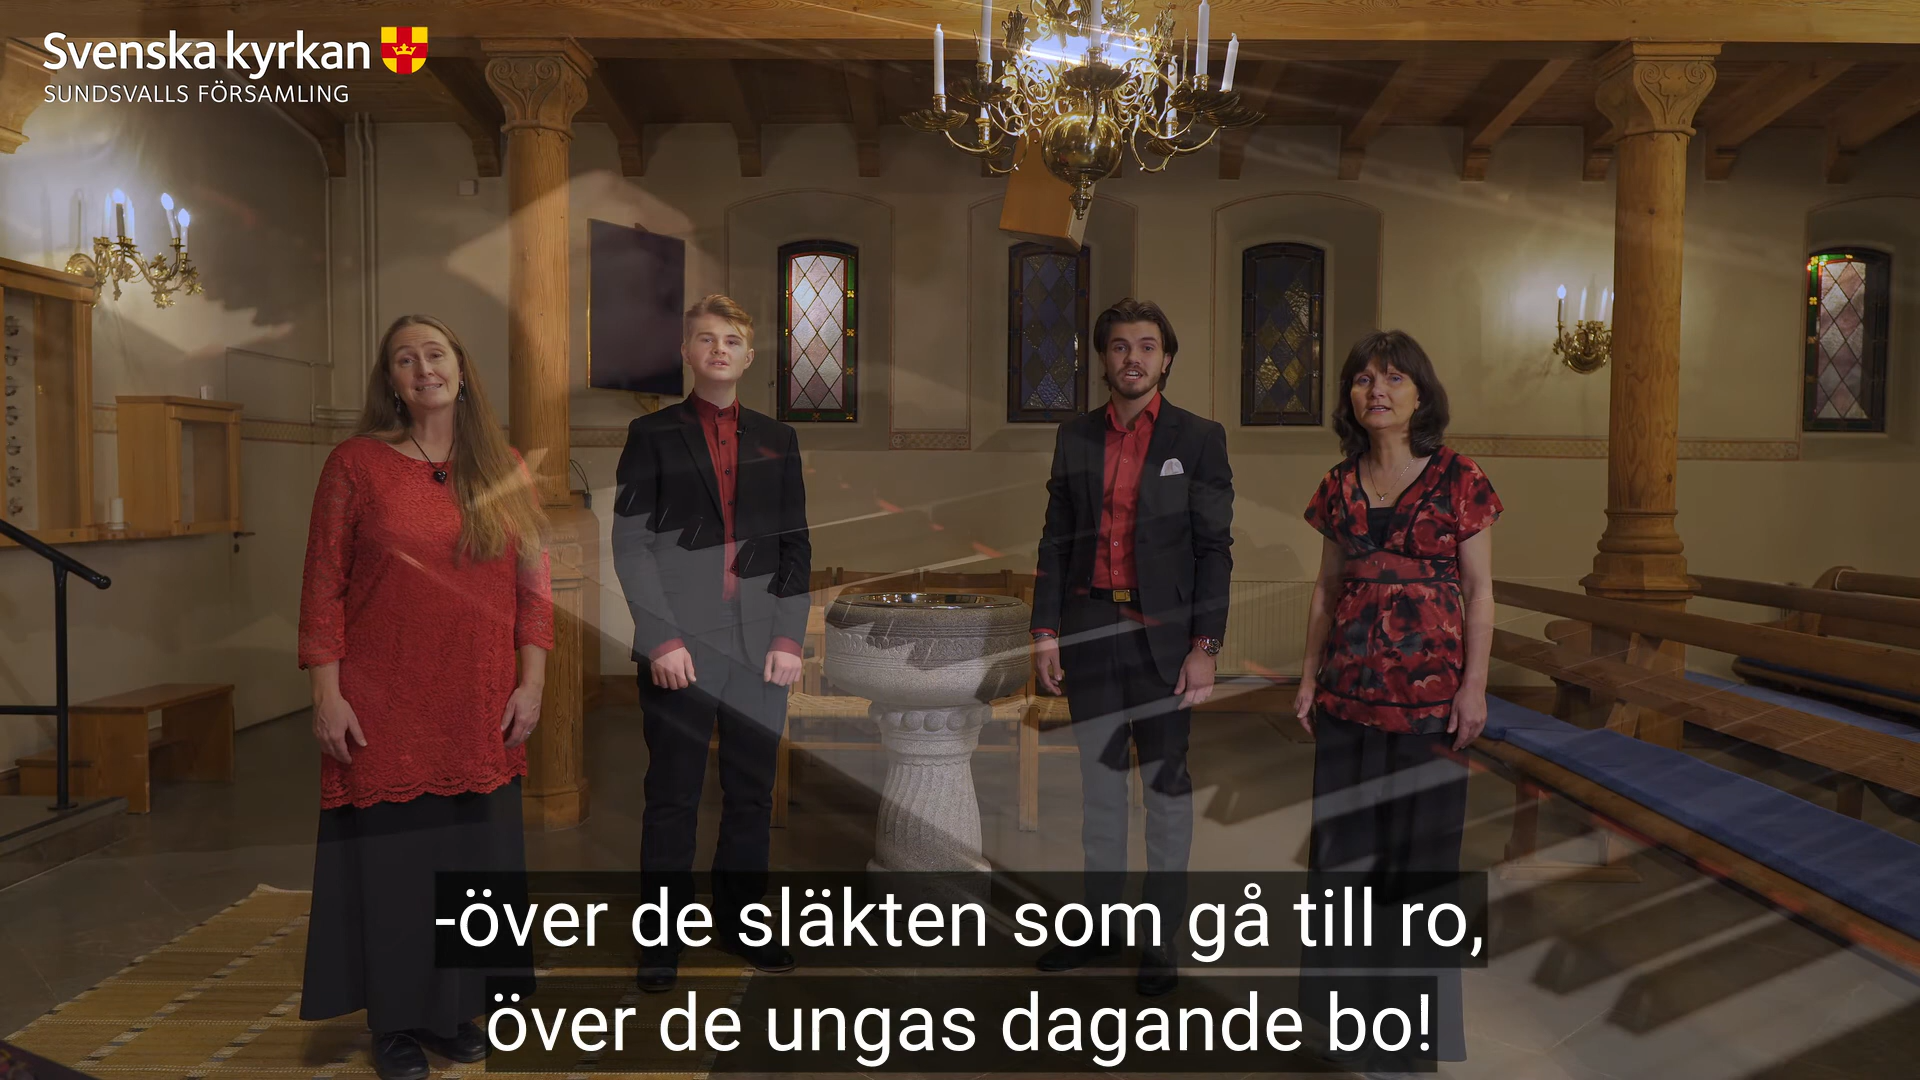 Svenska kyrkan
SUNDSVALLS FÖRSAMLING
-över de släkten som gå till ro,
över de ungas dagande bo!